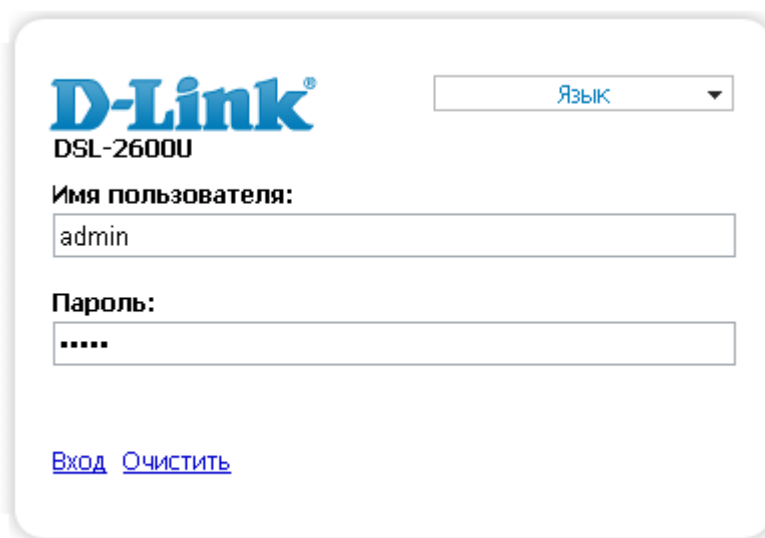 D-Link®
Язык
DSL-2600U
Имя пользователя:
admin
Пароль:
•••••
Вход Очистить